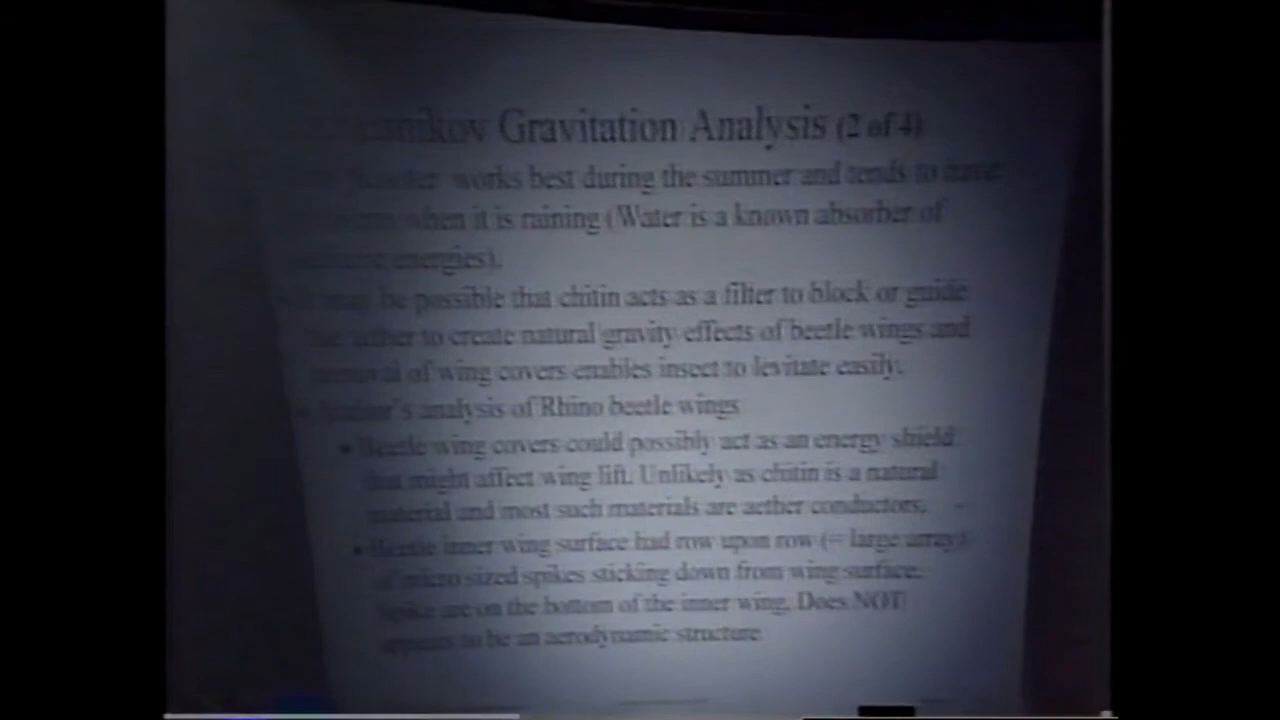 Gravitation Analysis (2 of 4)
works best during the summer and tends to have
when it is raining (Water is a known absorber of
energies).
may be possible that chitin acts as a filter to block or guide
aether to create natural gravity effects of beetle wings and
removal of wing covers enables insect to levitate easily.
analysis of Rhino beetle wings
• Beetle wing covers could possibly act as an energy shield
that might affect wing lift. Unlikely as chitin is a natural
material and most such materials are aether conductors.
• Beetle inner wing surface had row upon row (= large array)
of micro sized spikes sticking down from wing surface.
Spike are on the bottom of the inner wing. Does NOT
appears to be an aerodynamic structure